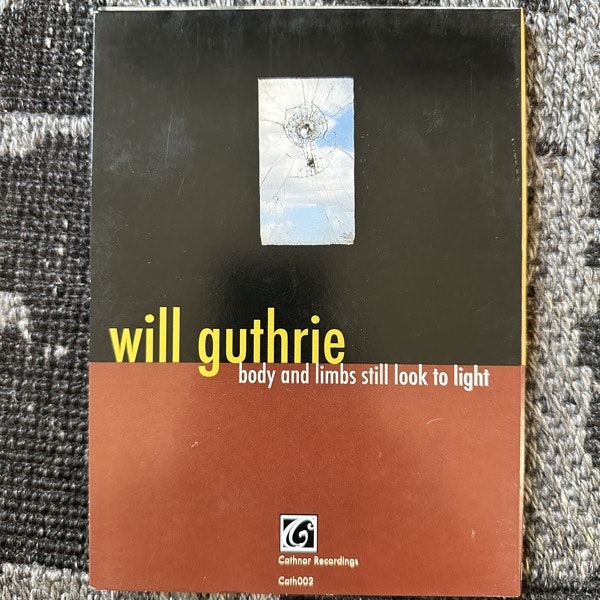 will guthrie
body and limbs still look to light
Cathnor Recordings
Cath002